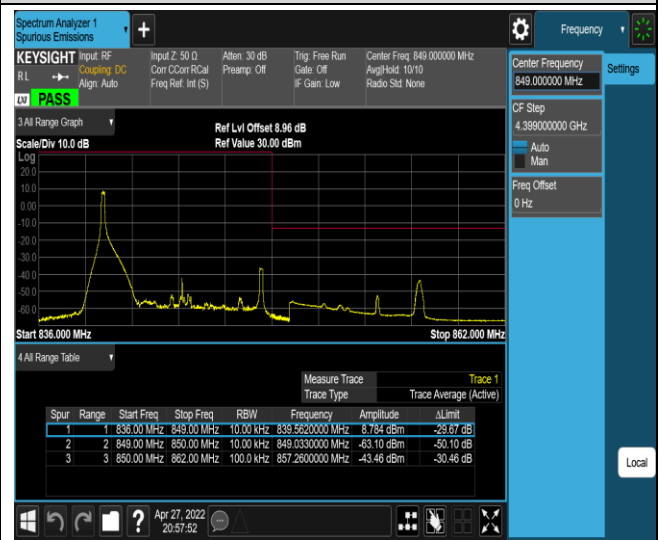 Spectrum Analyzer 1
Spurious Emissions
+
Frequency
KEYSIGHT Input: RF Input Z: 50 Ω Atten: 30 dB Trig: Free Run Center Freq: 849.000000 MHz
R L Coupling: DC Corr CCorr RCal Preamp: Off Gate: Off Avg|Hold: 10/10
Align: Auto Freq Ref: Int (S) IF Gain: Low Radio Std: None
LXI PASS
Center Frequency
849.000000 MHz
Settings
CF Step
4.399000000 GHz
Auto
Man
Freq Offset
0 Hz
3 All Range Graph
Ref Lvl Offset 8.96 dB
Scale/Div 10.0 dB Ref Value 30.00 dBm
Log
20.0
10.0
0.00
-10.0
-20.0
-30.0
-40.0
-50.0
-60.0
Start 836.000 MHz Stop 862.000 MHz
4 All Range Table
Measure Trace Trace 1
Trace Type Trace Average (Active)
Spur Range Start Freq Stop Freq RBW Frequency Amplitude ΔLimit
1 1 836.00 MHz 849.00 MHz 10.00 kHz 839.5620000 MHz 8.784 dBm -29.67 dB
2 2 849.00 MHz 850.00 MHz 10.00 kHz 849.0330000 MHz -63.10 dBm -50.10 dB
3 3 850.00 MHz 862.00 MHz 100.0 kHz 857.2600000 MHz -43.46 dBm -30.46 dB
Local
? Apr 27, 2022
20:57:52